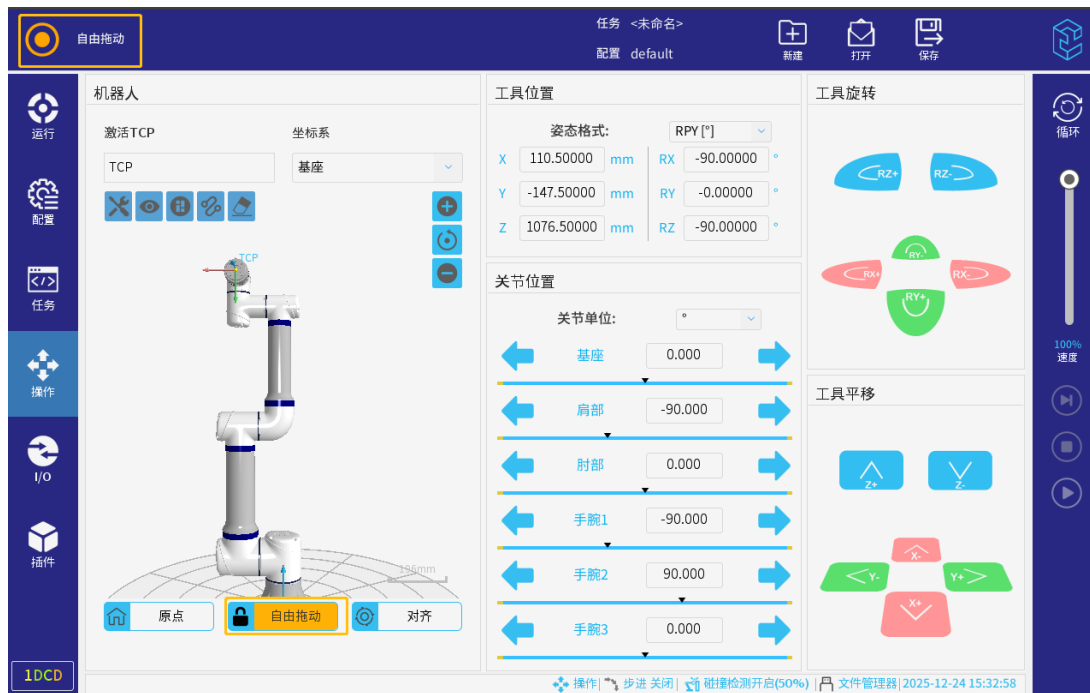 自由拖动
任务 <未命名>
配置 default
新建
打开
保存
运行
配置
任务
操作
I/O
插件
1DCD
机器人
激活TCP
坐标系
TCP
基座
TCP
196mm
原点
自由拖动
对齐
工具位置
姿态格式: RPY [°]
X 110.50000 mm RX -90.00000 °
Y -147.50000 mm RY -0.00000 °
Z 1076.50000 mm RZ -90.00000 °
关节位置
关节单位: °
基座 0.000
肩部 -90.000
肘部 0.000
手腕1 -90.000
手腕2 90.000
手腕3 0.000
工具旋转
RZ+ RZ-
RY-
RX+ RX-
RY+
工具平移
Z+ Z-
X-
Y- Y+
X+
循环
100%
速度
操作| 步进 关闭| 碰撞检测开启(50%) | 文件管理器| 2025-12-24 15:32:58